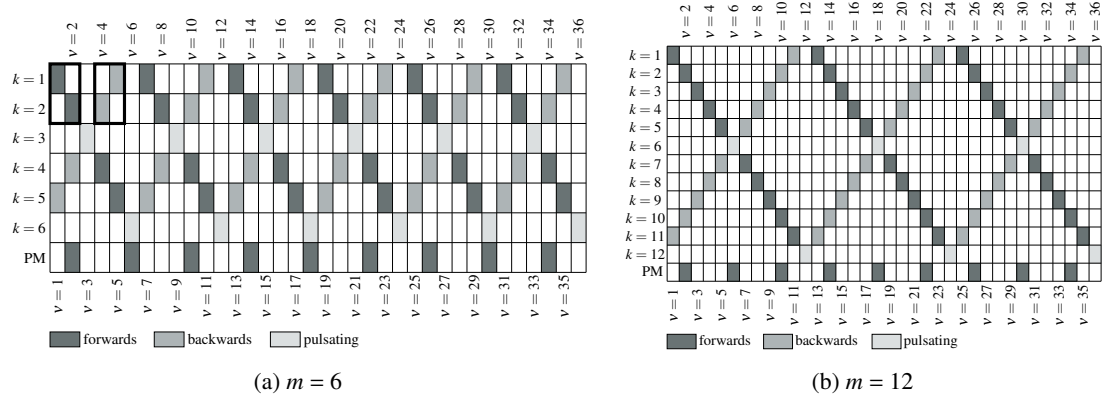 ν = 2
ν = 4
ν = 6
ν = 8
ν = 10
ν = 12
ν = 14
ν = 16
ν = 18
ν = 20
ν = 22
ν = 24
ν = 26
ν = 28
ν = 30
ν = 32
ν = 34
ν = 36
k = 1
k = 2
k = 3
k = 4
k = 5
k = 6
PM
ν = 1
ν = 3
ν = 5
ν = 7
ν = 9
ν = 11
ν = 13
ν = 15
ν = 17
ν = 19
ν = 21
ν = 23
ν = 25
ν = 27
ν = 29
ν = 31
ν = 33
ν = 35
forwards
backwards
pulsating
(a) m = 6
ν = 2
ν = 4
ν = 6
ν = 8
ν = 10
ν = 12
ν = 14
ν = 16
ν = 18
ν = 20
ν = 22
ν = 24
ν = 26
ν = 28
ν = 30
ν = 32
ν = 34
ν = 36
k = 1
k = 2
k = 3
k = 4
k = 5
k = 6
k = 7
k = 8
k = 9
k = 10
k = 11
k = 12
PM
ν = 1
ν = 3
ν = 5
ν = 7
ν = 9
ν = 11
ν = 13
ν = 15
ν = 17
ν = 19
ν = 21
ν = 23
ν = 25
ν = 27
ν = 29
ν = 31
ν = 33
ν = 35
forwards
backwards
pulsating
(b) m = 12